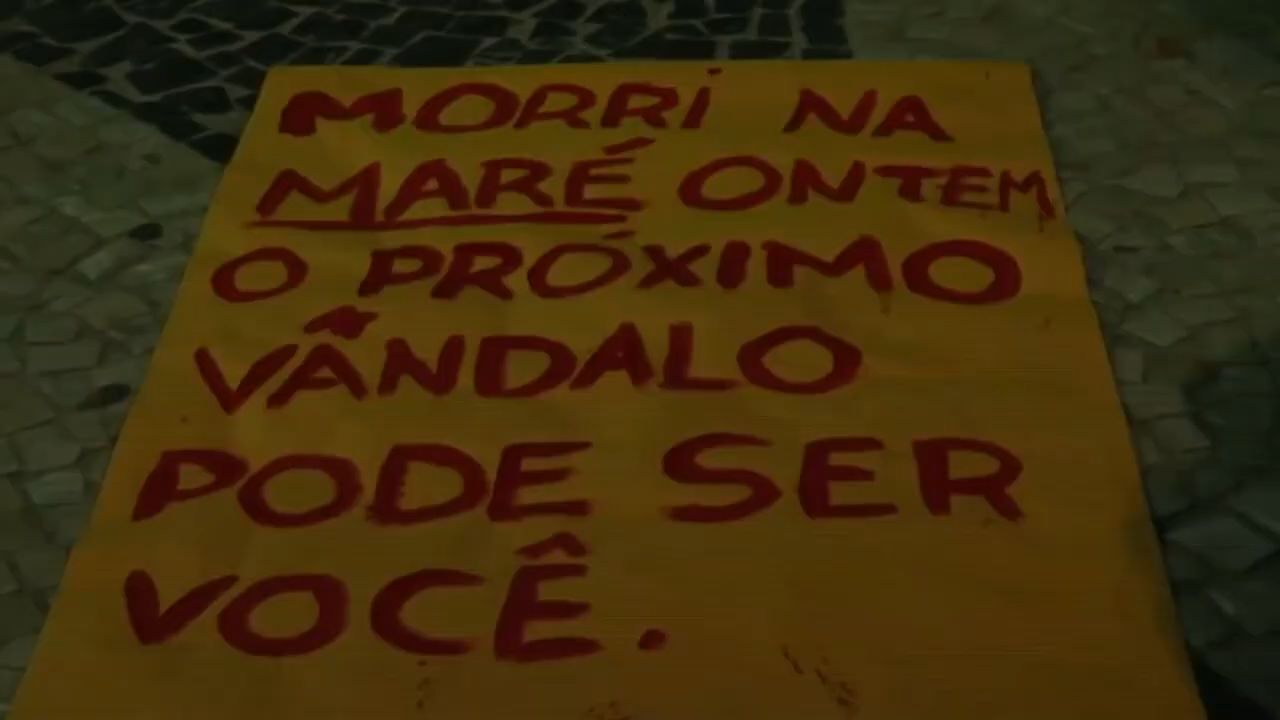 MORRI NA
MARÉ ONTEM
O PRÓXIMO
VÂNDALO
PODE SER
VOCÊ.